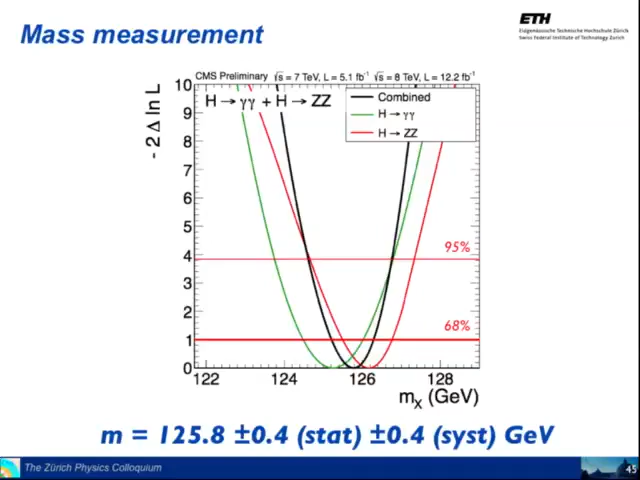 Mass measurement
ETH
Eidgenössische Technische Hochschule Zürich
Swiss Federal Institute of Technology Zurich
CMS Preliminary √s = 7 TeV, L = 5.1 fb⁻¹ √s = 8 TeV, L = 12.2 fb⁻¹
- 2 Δ ln L
10
9
8
7
6
5
4
3
2
1
0
H → γγ + H → ZZ
Combined
H → γγ
H → ZZ
95%
68%
122 124 126 128
mX (GeV)
m = 125.8 ±0.4 (stat) ±0.4 (syst) GeV
The Zürich Physics Colloquium
45